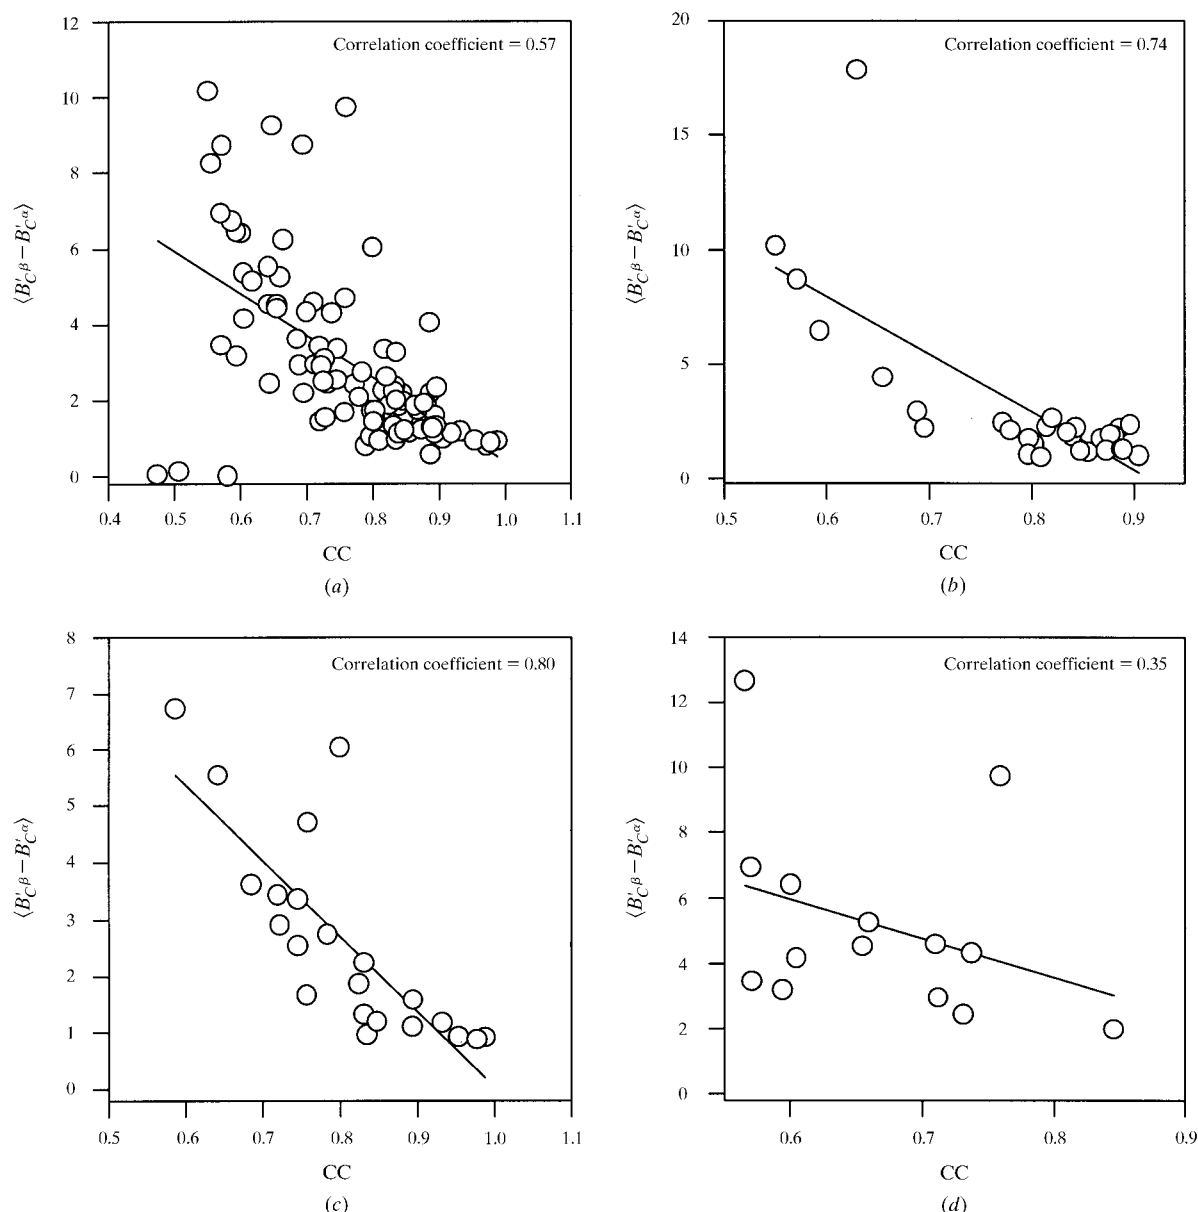 12
10
8
6
4
2
0
⟨B′Cβ − B′Cα⟩
Correlation coefficient = 0.57
0.4 0.5 0.6 0.7 0.8 0.9 1.0 1.1
CC
(a)
20
15
10
5
0
⟨B′Cβ − B′Cα⟩
Correlation coefficient = 0.74
0.5 0.6 0.7 0.8 0.9
CC
(b)
8
7
6
5
4
3
2
1
0
⟨B′Cβ − B′Cα⟩
Correlation coefficient = 0.80
0.5 0.6 0.7 0.8 0.9 1.0 1.1
CC
(c)
14
12
10
8
6
4
2
0
⟨B′Cβ − B′Cα⟩
Correlation coefficient = 0.35
0.6 0.7 0.8 0.9
CC
(d)